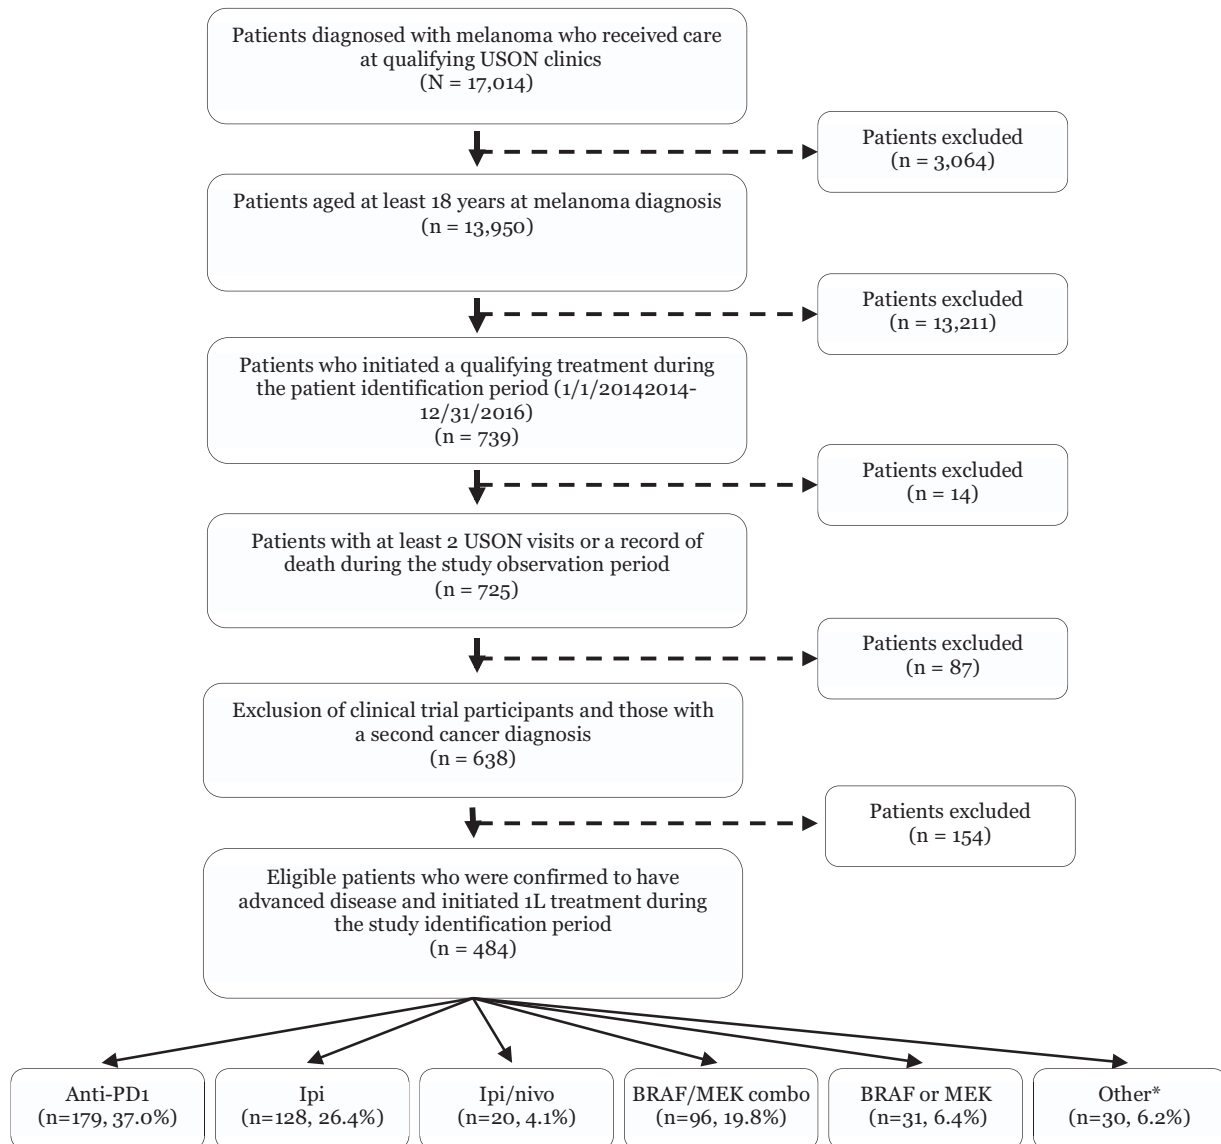 Patients diagnosed with melanoma who received care
at qualifying USON clinics
(N = 17,014)
Patients excluded
(n = 3,064)
Patients aged at least 18 years at melanoma diagnosis
(n = 13,950)
Patients excluded
(n = 13,211)
Patients who initiated a qualifying treatment during
the patient identification period (1/1/20142014-
12/31/2016)
(n = 739)
Patients excluded
(n = 14)
Patients with at least 2 USON visits or a record of
death during the study observation period
(n = 725)
Patients excluded
(n = 87)
Exclusion of clinical trial participants and those with
a second cancer diagnosis
(n = 638)
Patients excluded
(n = 154)
Eligible patients who were confirmed to have
advanced disease and initiated 1L treatment during
the study identification period
(n = 484)
Anti-PD1
(n=179, 37.0%)
Ipi
(n=128, 26.4%)
Ipi/nivo
(n=20, 4.1%)
BRAF/MEK combo
(n=96, 19.8%)
BRAF or MEK
(n=31, 6.4%)
Other*
(n=30, 6.2%)